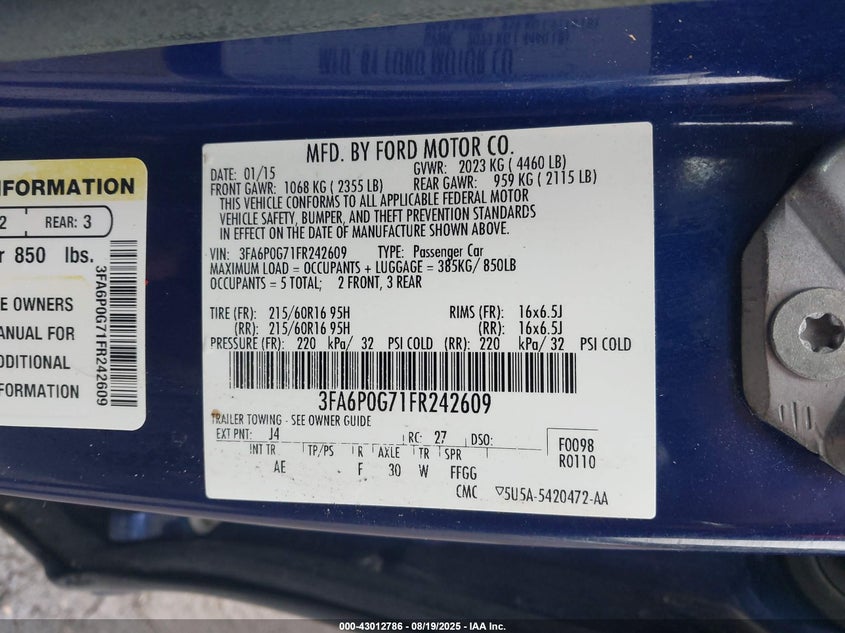 MFD. BY FORD MOTOR CO.
DATE: 01/15 GVWR: 2023 KG ( 4460 LB)
FRONT GAWR: 1068 KG ( 2355 LB) REAR GAWR: 959 KG ( 2115 LB)
THIS VEHICLE CONFORMS TO ALL APPLICABLE FEDERAL MOTOR
VEHICLE SAFETY, BUMPER, AND THEFT PREVENTION STANDARDS
IN EFFECT ON THE DATE OF MANUFACTURE SHOWN ABOVE.
VIN: 3FA6P0G71FR242609 TYPE: Passenger Car
MAXIMUM LOAD = OCCUPANTS + LUGGAGE = 385KG/ 850LB
OCCUPANTS = 5 TOTAL; 2 FRONT, 3 REAR
TIRE (FR): 215/60R16 95H RIMS (FR): 16x6.5J
(RR): 215/60R16 95H (RR): 16x6.5J
PRESSURE (FR): 220 kPa/ 32 PSI COLD (RR): 220 kPa/ 32 PSI COLD
3FA6P0G71FR242609
TRAILER TOWING - SEE OWNER GUIDE
EXT PNT: J4 RC: 27 DSO: F0098
INT TR TP/PS R AXLE TR SPR R0110
AE F 30 W FFGG
CMC ▽5U5A-5420472-AA
INFORMATION
2 REAR: 3
r 850 lbs.
E OWNERS
MANUAL FOR
DDITIONAL
FORMATION
3FA6P0G71FR242609
000-43012786 - 08/19/2025 - IAA Inc.